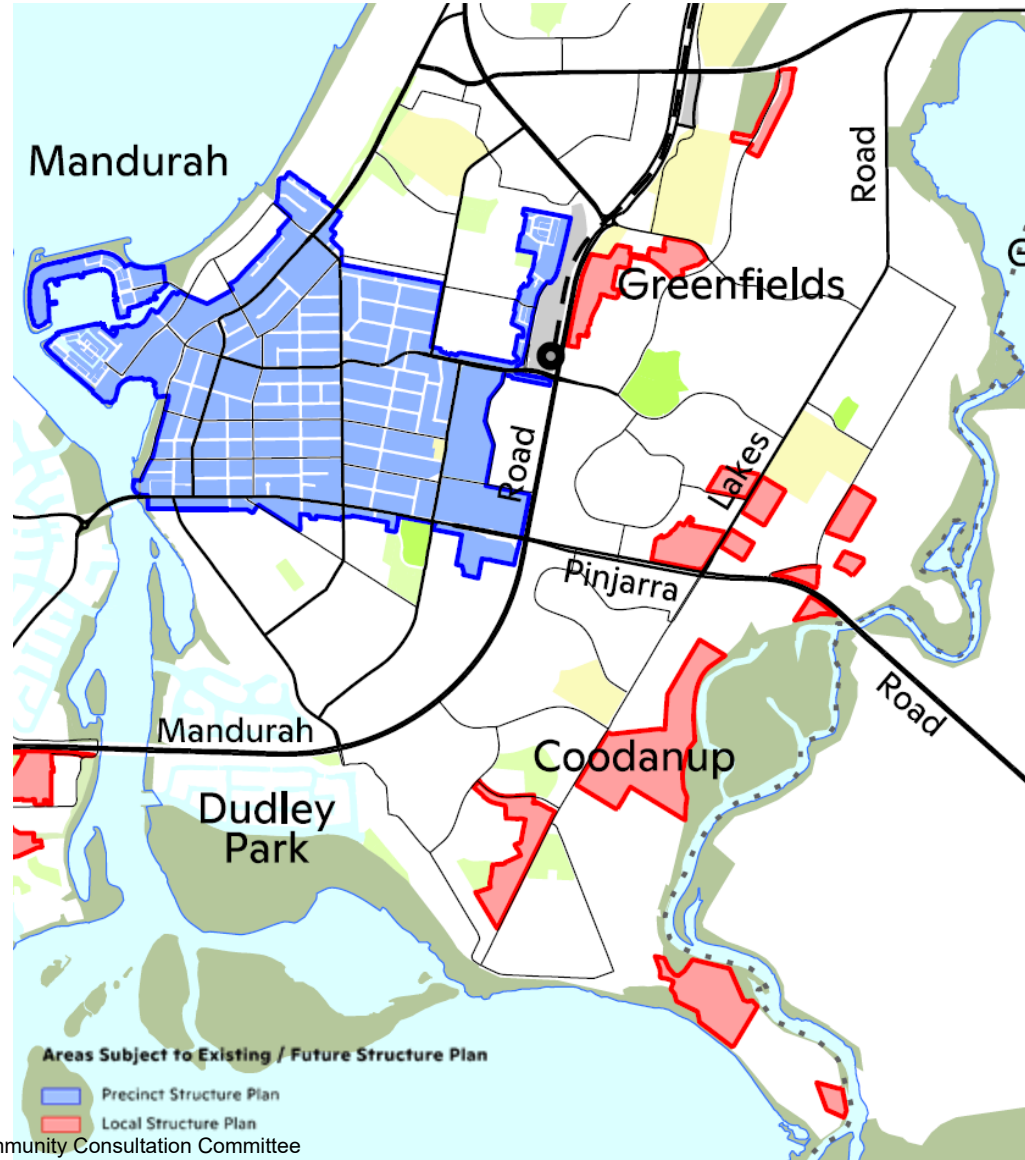 Mandurah
Road
Greenfields
Road
Lakes
Pinjarra
Road
Mandurah
Coodanup
Dudley
Park
Areas Subject to Existing / Future Structure Plan
Precinct Structure Plan
Local Structure Plan
mmunity Consultation Committee